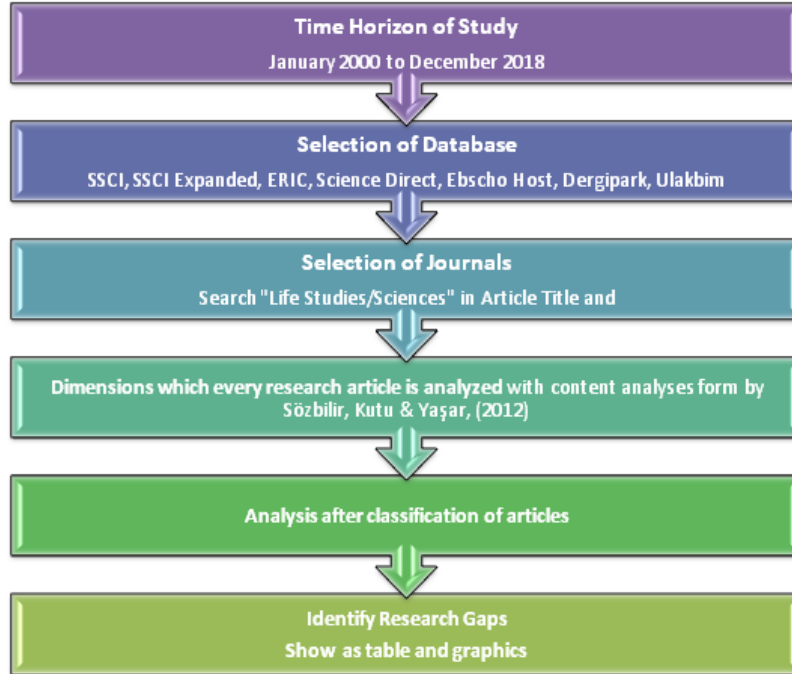 Time Horizon of Study
January 2000 to December 2018
Selection of Database
SSCI, SSCI Expanded, ERIC, Science Direct, Ebscho Host, Dergipark, Ulakbim
Selection of Journals
Search "Life Studies/Sciences" in Article Title and
Dimensions which every research article is analyzed with content analyses form by
Sözbilir, Kutu & Yaşar, (2012)
Analysis after classification of articles
Identify Research Gaps
Show as table and graphics